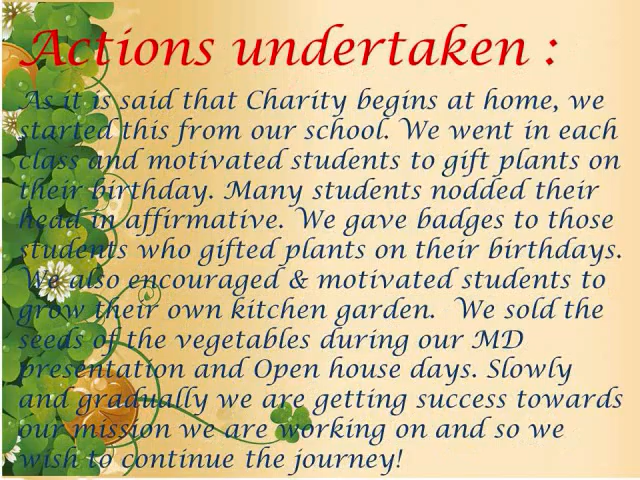 Actions undertaken :
As it is said that Charity begins at home, we
started this from our school. We went in each
class and motivated students to gift plants on
their birthday. Many students nodded their
head in affirmative. We gave badges to those
students who gifted plants on their birthdays.
We also encouraged & motivated students to
grow their own kitchen garden. We sold the
seeds of the vegetables during our MD
presentation and Open house days. Slowly
and gradually we are getting success towards
our mission we are working on and so we
wish to continue the journey!